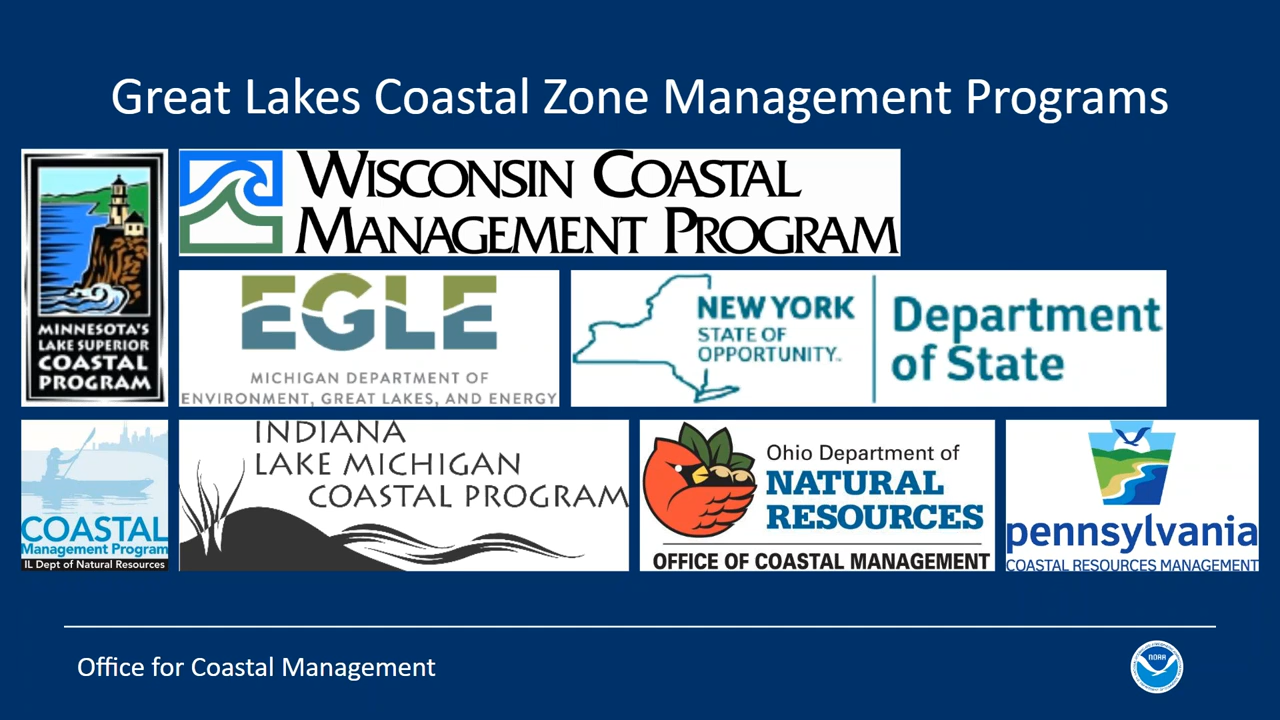 Great Lakes Coastal Zone Management Programs
MINNESOTA'S
LAKE SUPERIOR
COASTAL
PROGRAM
WISCONSIN COASTAL
MANAGEMENT PROGRAM
EGLE
MICHIGAN DEPARTMENT OF
ENVIRONMENT, GREAT LAKES, AND ENERGY
NEW YORK
STATE OF
OPPORTUNITY™
Department
of State
COASTAL
Management Program
IL Dept of Natural Resources
INDIANA
LAKE MICHIGAN
COASTAL PROGRAM
Ohio Department of
NATURAL
RESOURCES
OFFICE OF COASTAL MANAGEMENT
pennsylvania
COASTAL RESOURCES MANAGEMENT
Office for Coastal Management
NOAA